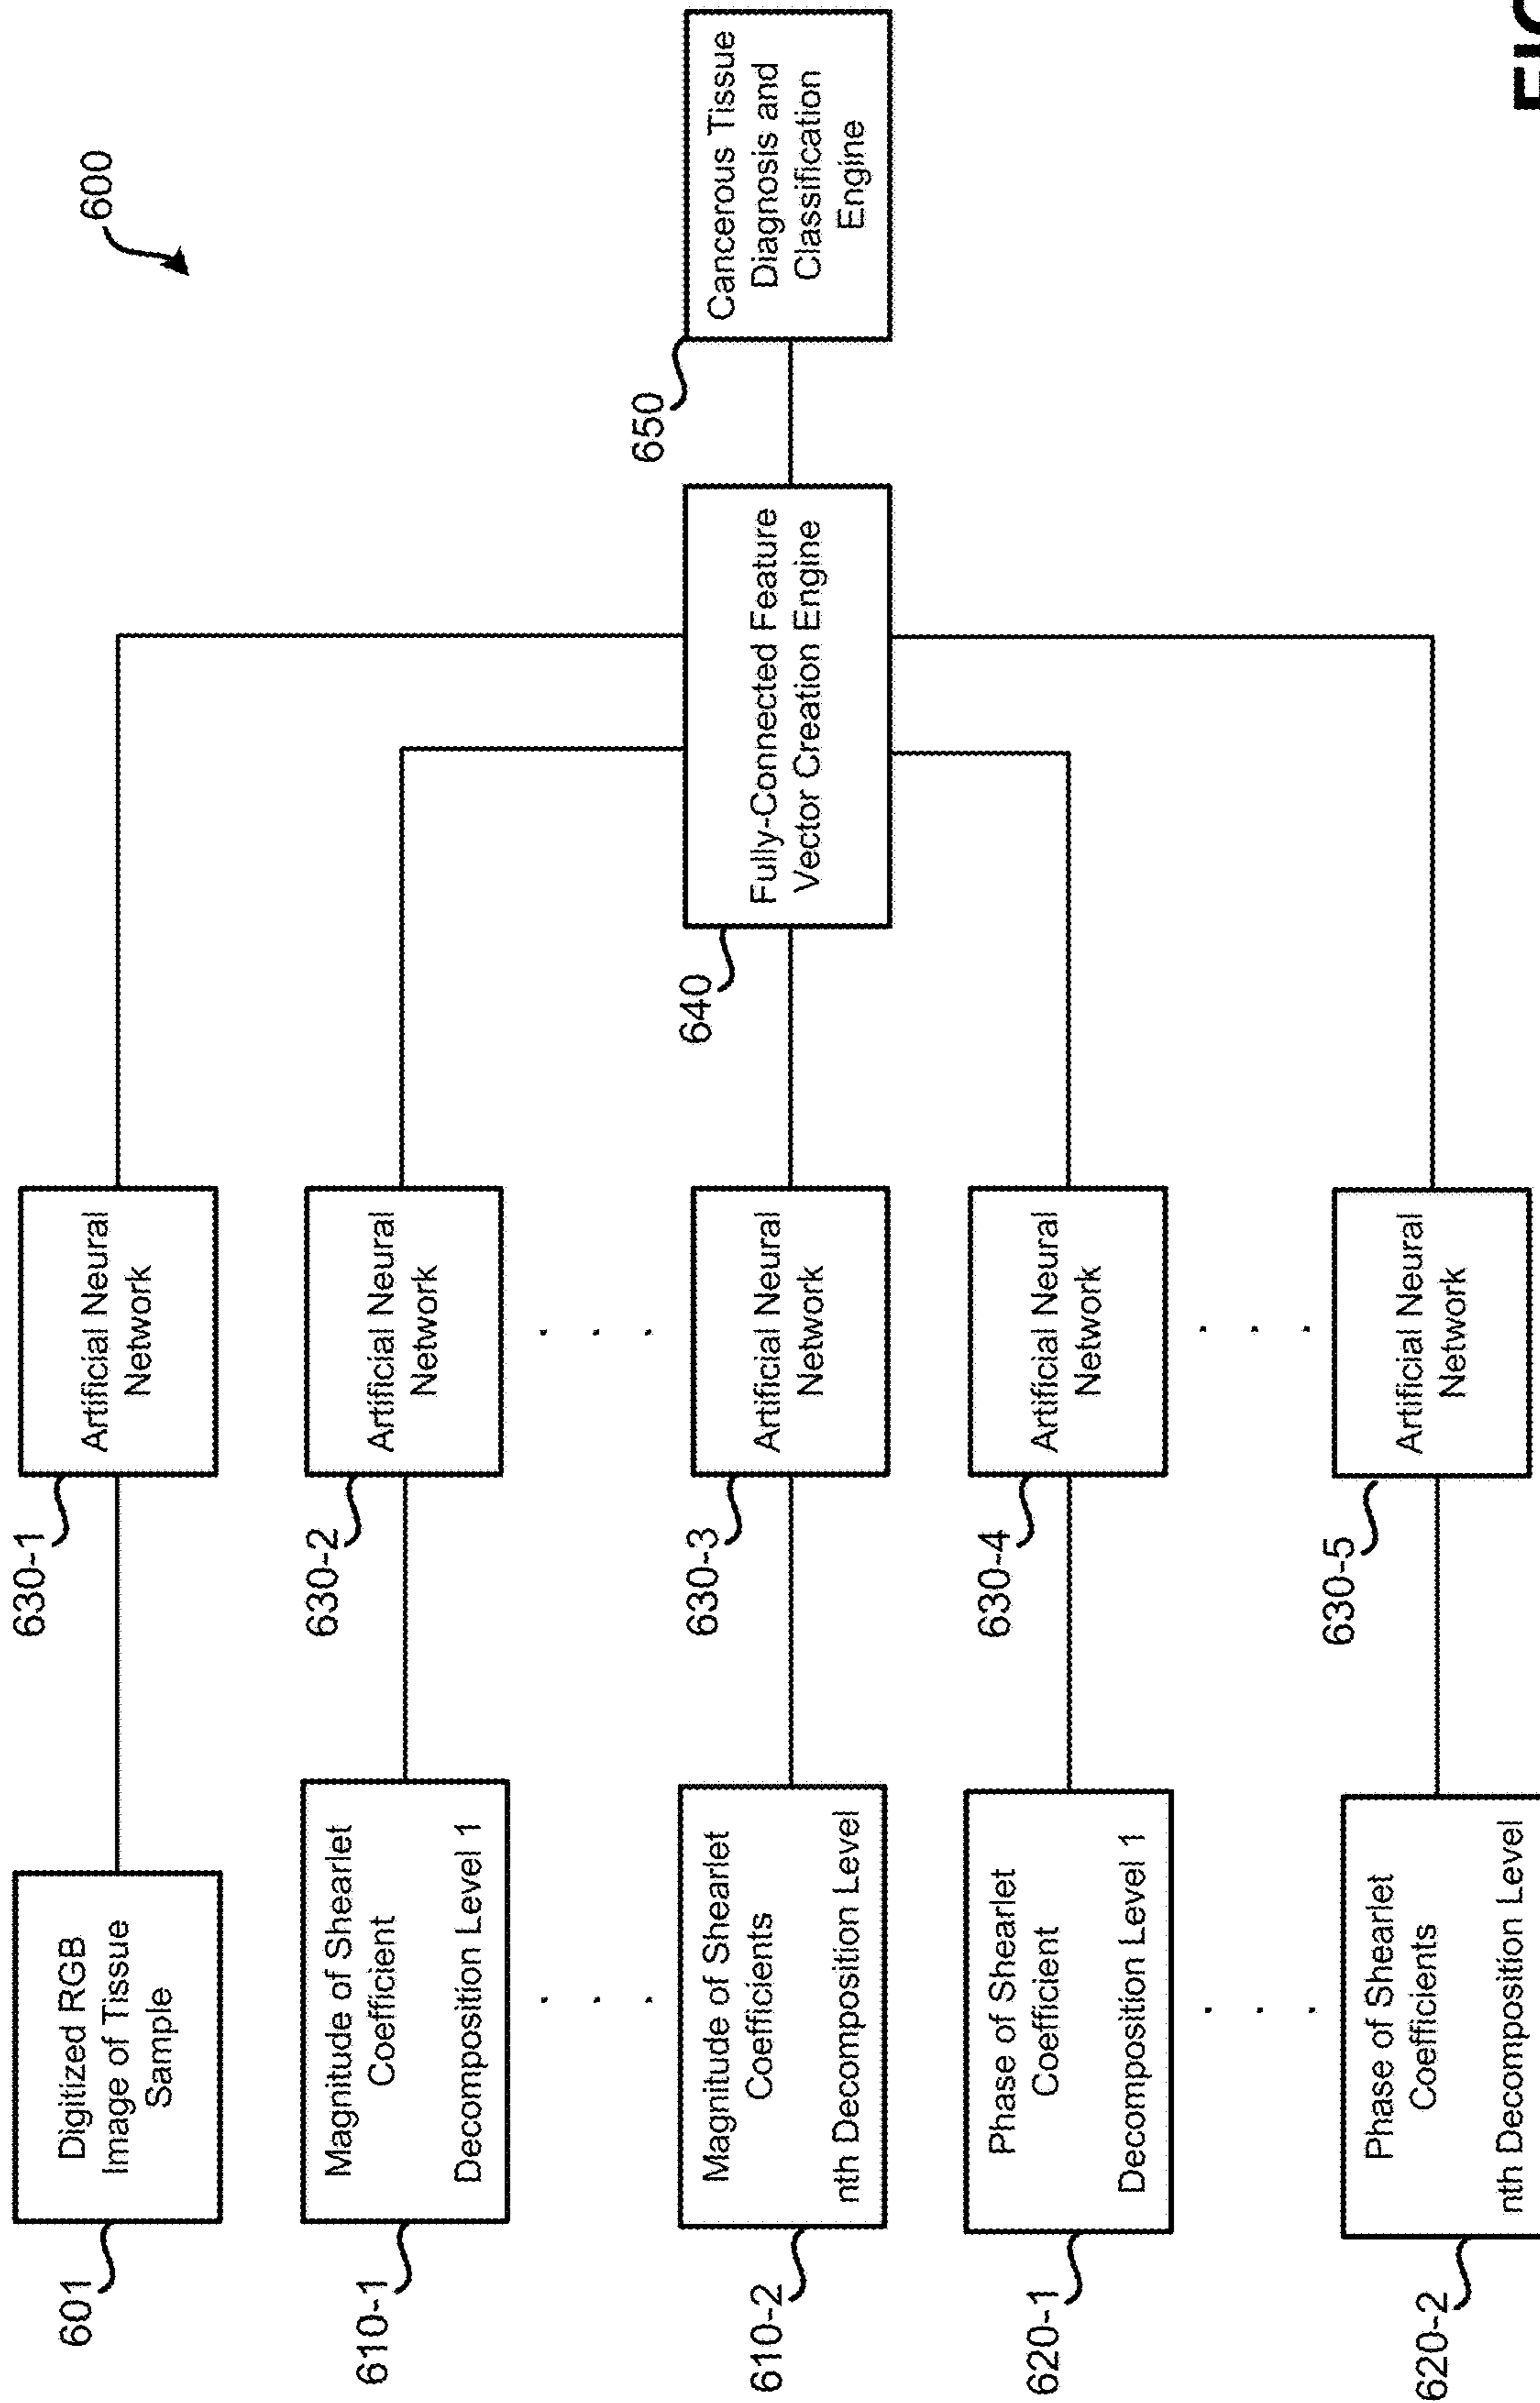 600
601
Digitized RGB
Image of Tissue
Sample
630-1
Artificial Neural
Network
610-1
Magnitude of Shearlet
Coefficient
Decomposition Level 1
630-2
Artificial Neural
Network
. . .
. . .
610-2
Magnitude of Shearlet
Coefficients
nth Decomposition Level
630-3
Artificial Neural
Network
640
Fully-Connected Feature
Vector Creation Engine
650
Cancerous Tissue
Diagnosis and
Classification
Engine
620-1
Phase of Shearlet
Coefficient
Decomposition Level 1
630-4
Artificial Neural
Network
. . .
. . .
620-2
Phase of Shearlet
Coefficients
nth Decomposition Level
630-5
Artificial Neural
Network